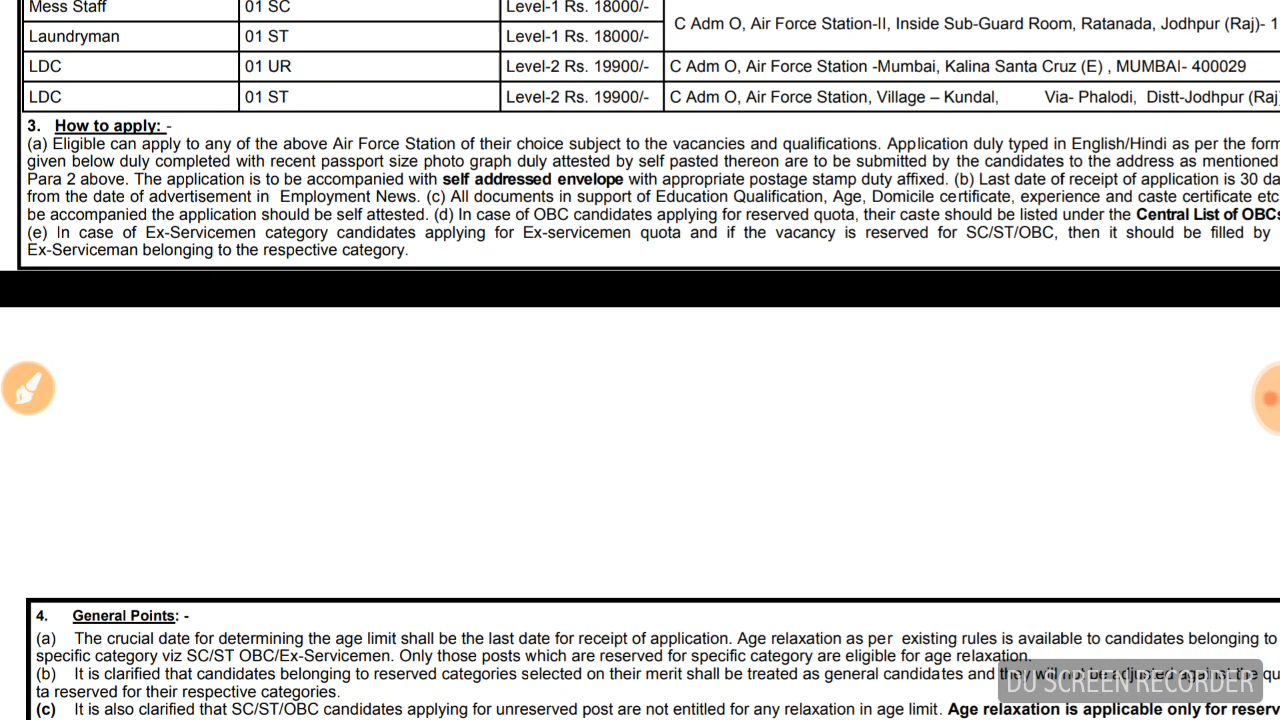 Mess Staff 01 SC Level-1 Rs. 18000/-
C Adm O, Air Force Station-II, Inside Sub-Guard Room, Ratanada, Jodhpur (Raj)- 1
Laundryman 01 ST Level-1 Rs. 18000/-
LDC 01 UR Level-2 Rs. 19900/- C Adm O, Air Force Station -Mumbai, Kalina Santa Cruz (E) , MUMBAI- 400029
LDC 01 ST Level-2 Rs. 19900/- C Adm O, Air Force Station, Village – Kundal, Via- Phalodi, Distt-Jodhpur (Raj)
3. How to apply: -
(a) Eligible can apply to any of the above Air Force Station of their choice subject to the vacancies and qualifications. Application duly typed in English/Hindi as per the form
given below duly completed with recent passport size photo graph duly attested by self pasted thereon are to be submitted by the candidates to the address as mentioned
Para 2 above. The application is to be accompanied with self addressed envelope with appropriate postage stamp duty affixed. (b) Last date of receipt of application is 30 da
from the date of advertisement in Employment News. (c) All documents in support of Education Qualification, Age, Domicile certificate, experience and caste certificate etc
be accompanied the application should be self attested. (d) In case of OBC candidates applying for reserved quota, their caste should be listed under the Central List of OBCs
(e) In case of Ex-Servicemen category candidates applying for Ex-servicemen quota and if the vacancy is reserved for SC/ST/OBC, then it should be filled by
Ex-Serviceman belonging to the respective category.
4. General Points: -
(a) The crucial date for determining the age limit shall be the last date for receipt of application. Age relaxation as per existing rules is available to candidates belonging to
specific category viz SC/ST OBC/Ex-Servicemen. Only those posts which are reserved for specific category are eligible for age relaxation.
(b) It is clarified that candidates belonging to reserved categories selected on their merit shall be treated as general candidates and they will not be adjusted against the qu
ta reserved for their respective categories.
DU SCREEN RECORDER
(c) It is also clarified that SC/ST/OBC candidates applying for unreserved post are not entitled for any relaxation in age limit. Age relaxation is applicable only for reserv